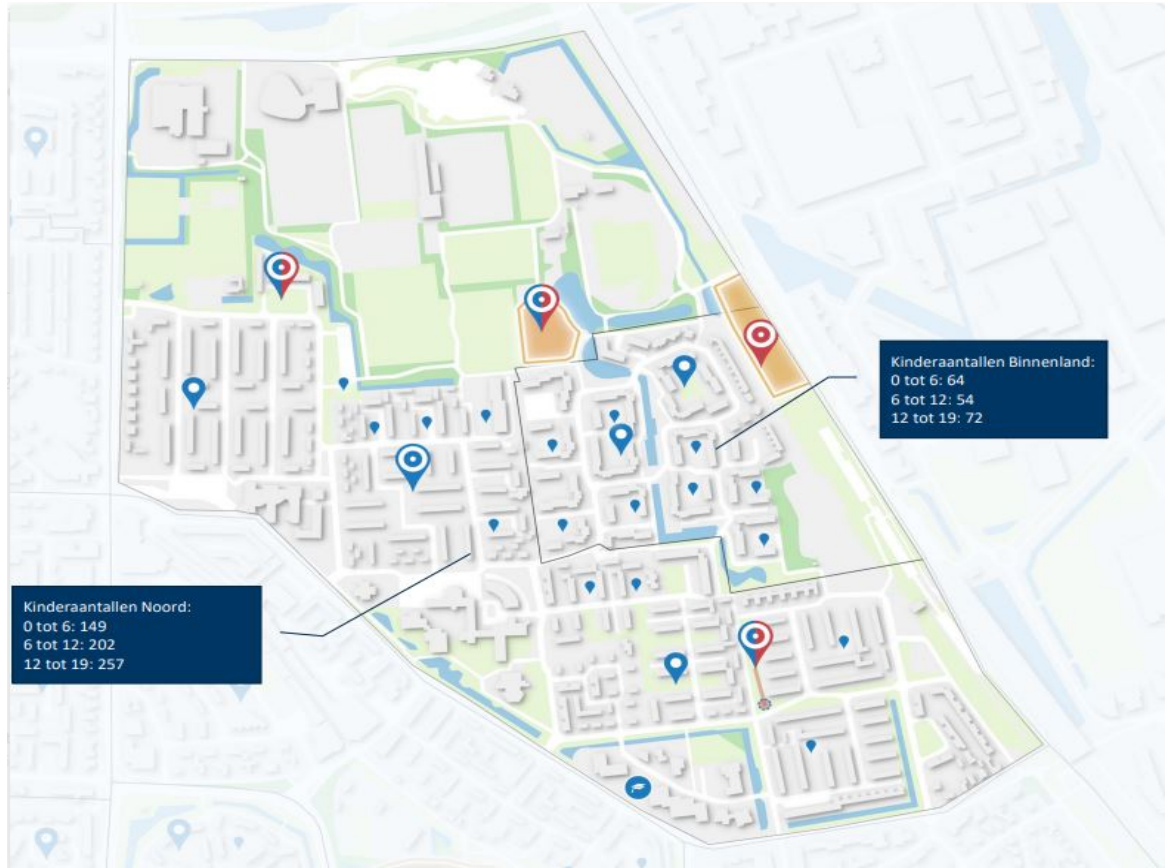 Kinderaantallen Binnenland:
0 tot 6: 64
6 tot 12: 54
12 tot 19: 72
Kinderaantallen Noord:
0 tot 6: 149
6 tot 12: 202
12 tot 19: 257